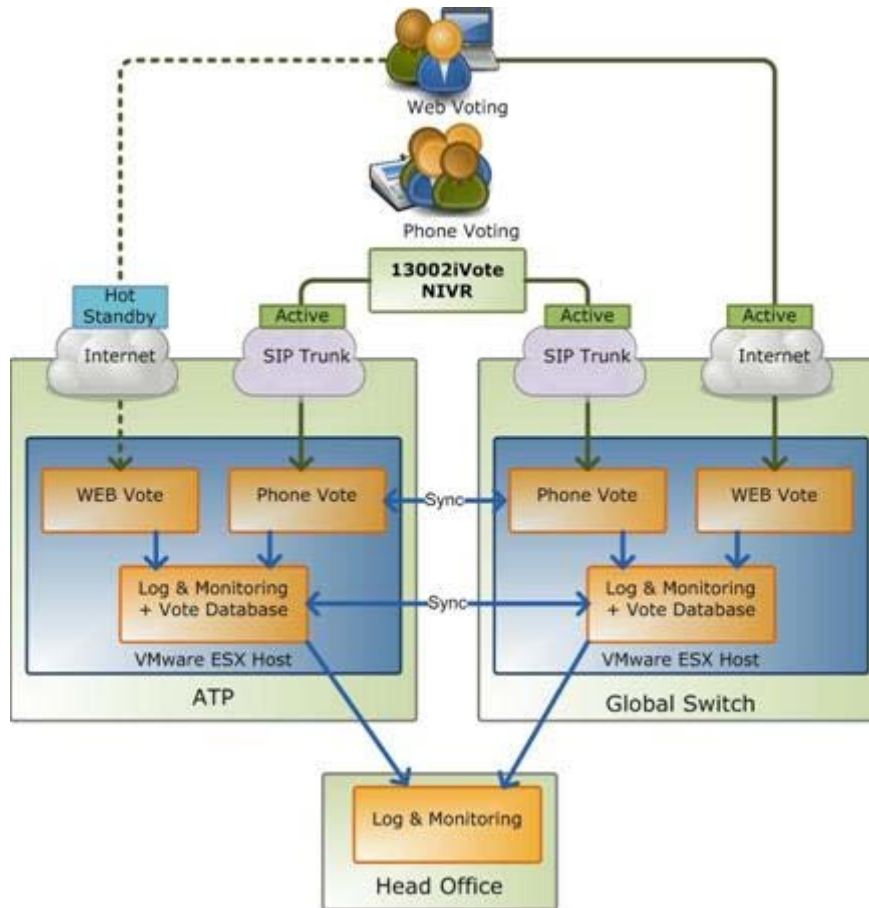 Web Voting
Phone Voting
13002iVote
NIVR
Hot
Standby
Active
Active
Active
Internet
SIP Trunk
SIP Trunk
Internet
WEB Vote
Phone Vote
Sync
Phone Vote
WEB Vote
Log & Monitoring
+ Vote Database
Sync
Log & Monitoring
+ Vote Database
VMware ESX Host
VMware ESX Host
ATP
Global Switch
Log & Monitoring
Head Office